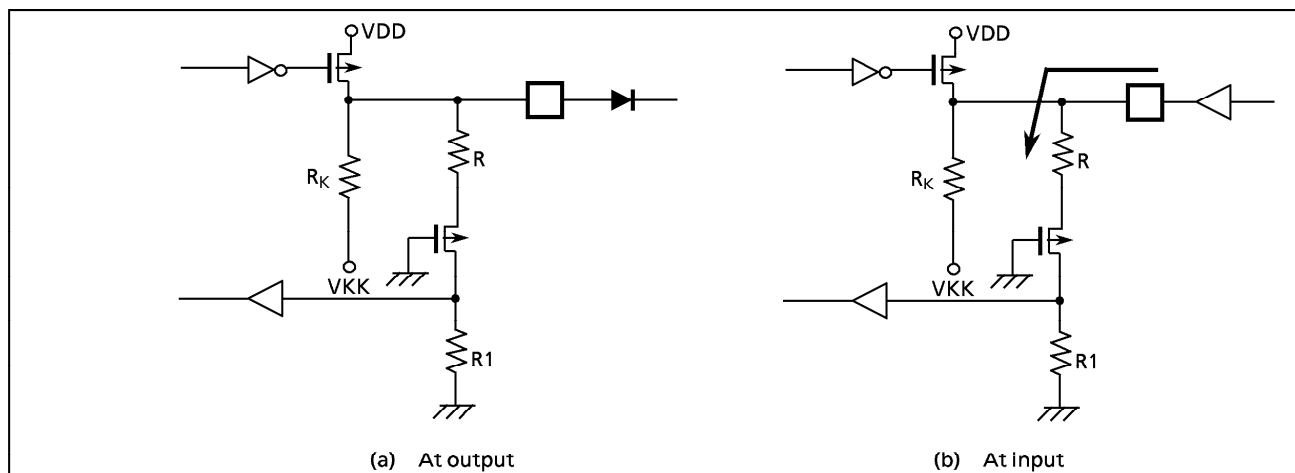 VDD
R
RK
VKK
R1
(a) At output
VDD
R
RK
VKK
R1
(b) At input